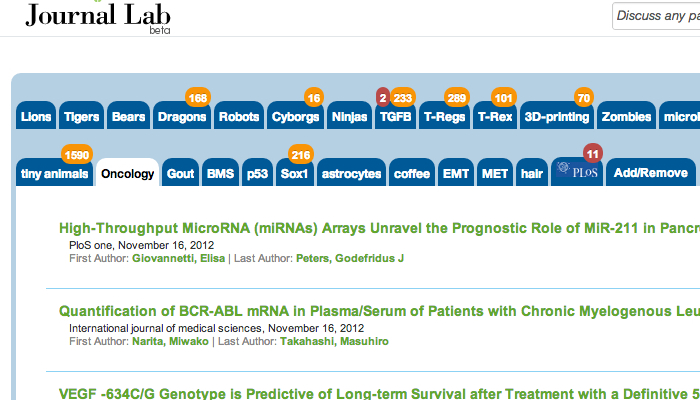 Journal Lab
beta
Discuss any pa
168 16 2 233 289 101 70
Lions Tigers Bears Dragons Robots Cyborgs Ninjas TGFB T-Regs T-Rex 3D-printing Zombies microl
1590 216 11
tiny animals Oncology Gout BMS p53 Sox1 astrocytes coffee EMT MET hair PLOS Add/Remove
High-Throughput MicroRNA (miRNAs) Arrays Unravel the Prognostic Role of MiR-211 in Pancr
PloS one, November 16, 2012
First Author: Giovannetti, Elisa | Last Author: Peters, Godefridus J
Quantification of BCR-ABL mRNA in Plasma/Serum of Patients with Chronic Myelogenous Leu
International journal of medical sciences, November 16, 2012
First Author: Narita, Miwako | Last Author: Takahashi, Masuhiro
VEGF -634C/G Genotype is Predictive of Long-term Survival after Treatment with a Definitive 5